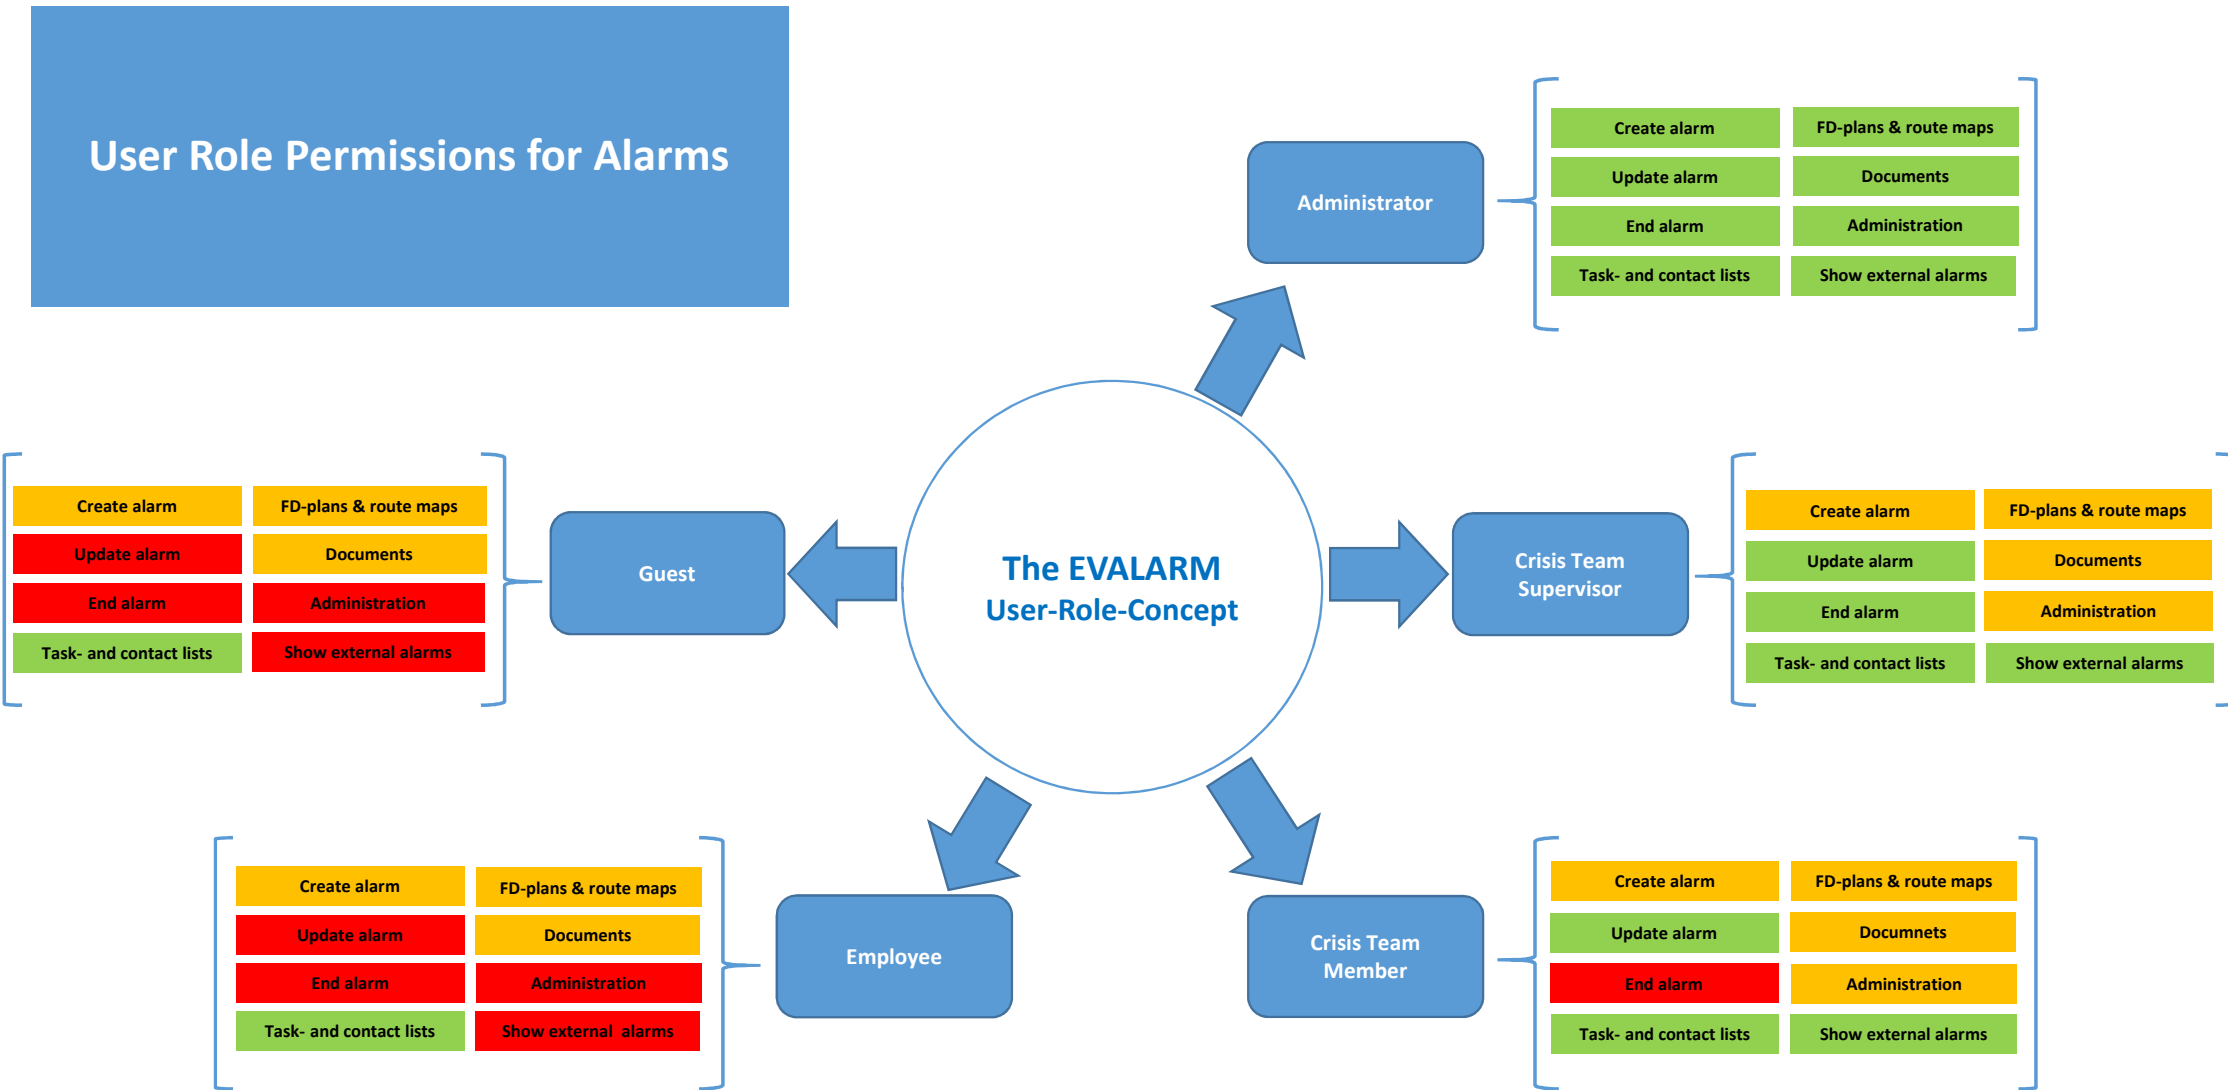 User Role Permissions for Alarms
Administrator
Create alarm
FD-plans & route maps
Update alarm
Documents
End alarm
Administration
Task- and contact lists
Show external alarms
Create alarm
FD-plans & route maps
Update alarm
Documents
End alarm
Administration
Task- and contact lists
Show external alarms
Guest
The EVALARM
User-Role-Concept
Crisis Team
Supervisor
Create alarm
FD-plans & route maps
Update alarm
Documents
End alarm
Administration
Task- and contact lists
Show external alarms
Create alarm
FD-plans & route maps
Update alarm
Documents
End alarm
Administration
Task- and contact lists
Show external alarms
Employee
Crisis Team
Member
Create alarm
FD-plans & route maps
Update alarm
Documnets
End alarm
Administration
Task- and contact lists
Show external alarms